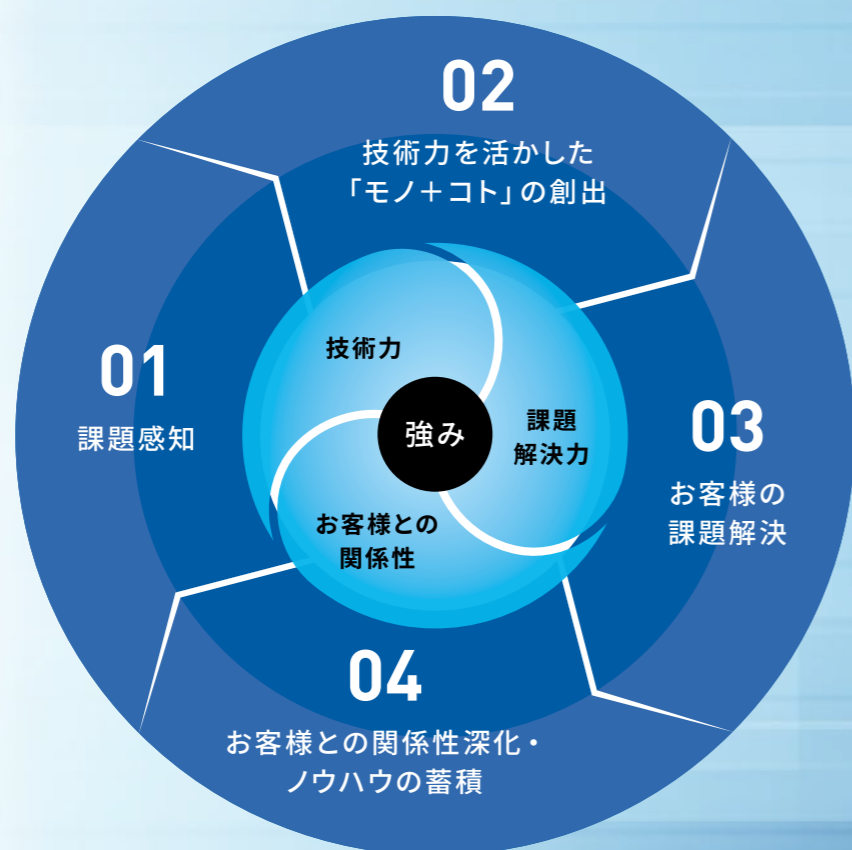 01
課題感知
02
技術力を活かした
「モノ＋コト」の創出
03
お客様の
課題解決
04
お客様との関係性深化・
ノウハウの蓄積
強み
技術力
課題
解決力
お客様との
関係性